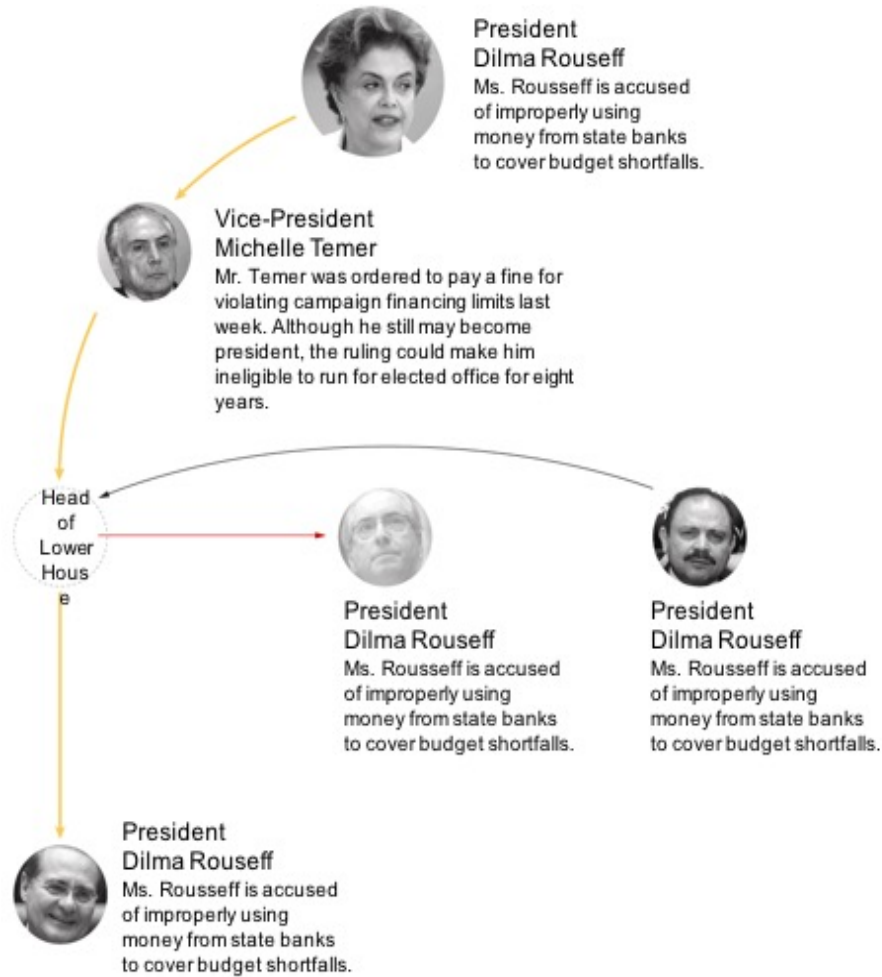 President
Dilma Rouseff
Ms. Rousseff is accused
of improperly using
money from state banks
to cover budget shortfalls.
Vice-President
Michelle Temer
Mr. Temer was ordered to pay a fine for
violating campaign financing limits last
week. Although he still may become
president, the ruling could make him
ineligible to run for elected office for eight
years.
Head
of
Lower
Hous
e
President
Dilma Rouseff
Ms. Rousseff is accused
of improperly using
money from state banks
to cover budget shortfalls.
President
Dilma Rouseff
Ms. Rousseff is accused
of improperly using
money from state banks
to cover budget shortfalls.
President
Dilma Rouseff
Ms. Rousseff is accused
of improperly using
money from state banks
to cover budget shortfalls.